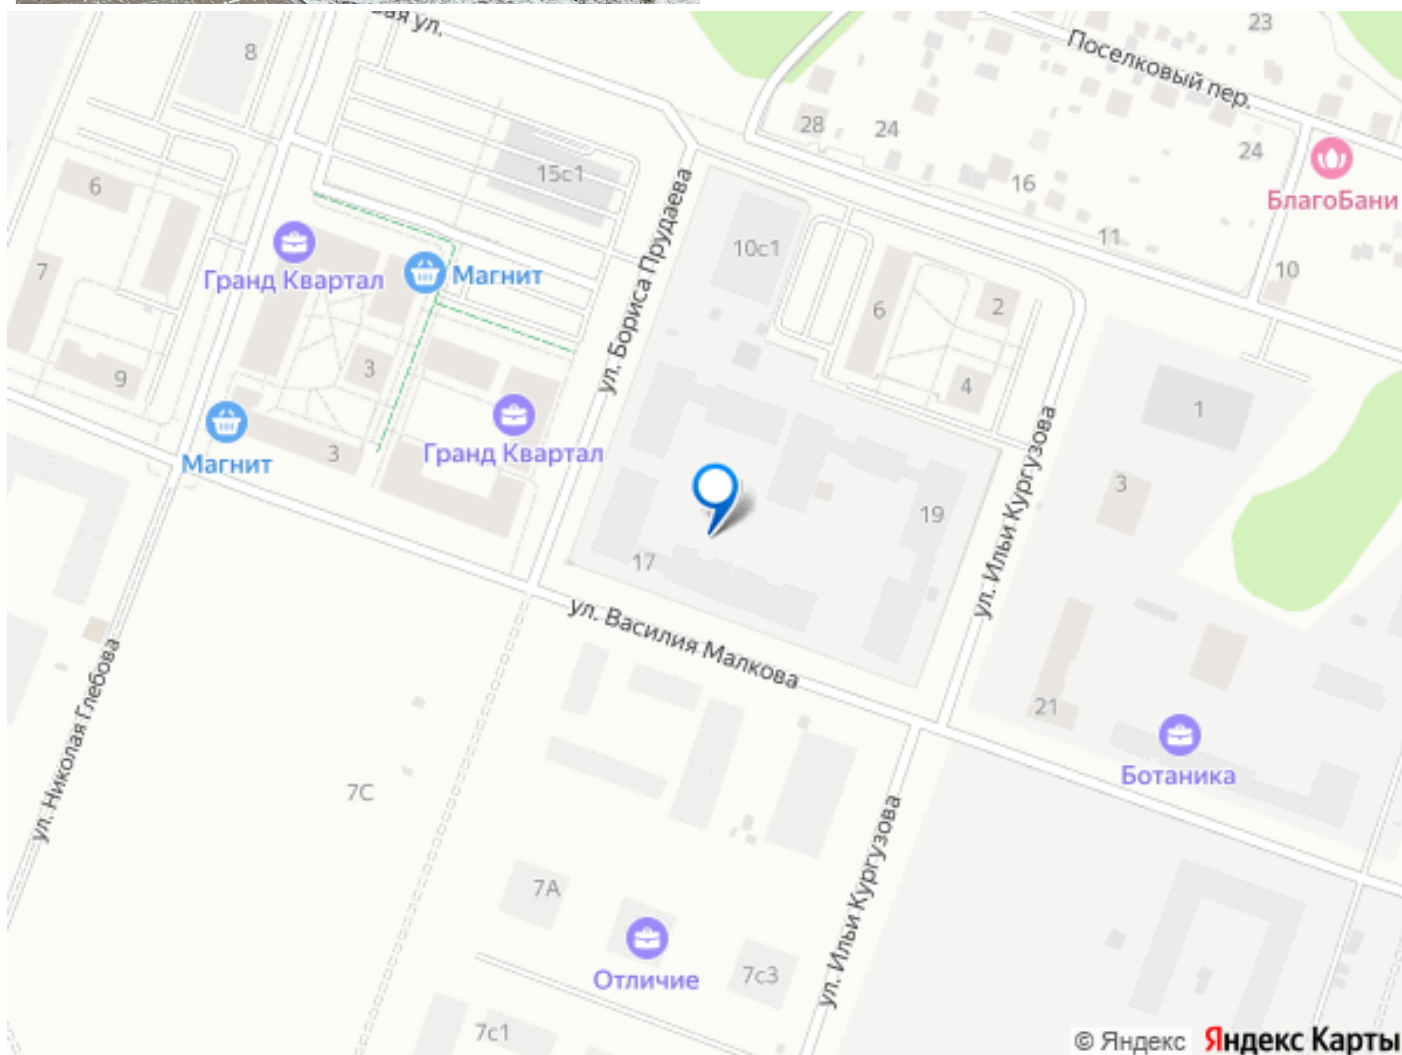 вая ул.
Поселковый пер.
23
8
28
24
24
15с1
16
6
БлагоБани
ул. Бориса Прудаева
10с1
11
Гранд Квартал
Магнит
7
10
6
2
3
9
4
1
ул. Ильи Кургузова
Магнит
3
Гранд Квартал
3
19
17
ул. Василия Малкова
ул. Николая Глебова
21
Ботаника
7С
ул. Ильи Кургузова
7А
Отличие
7с3
7с1
© Яндекс Яндекс Карты